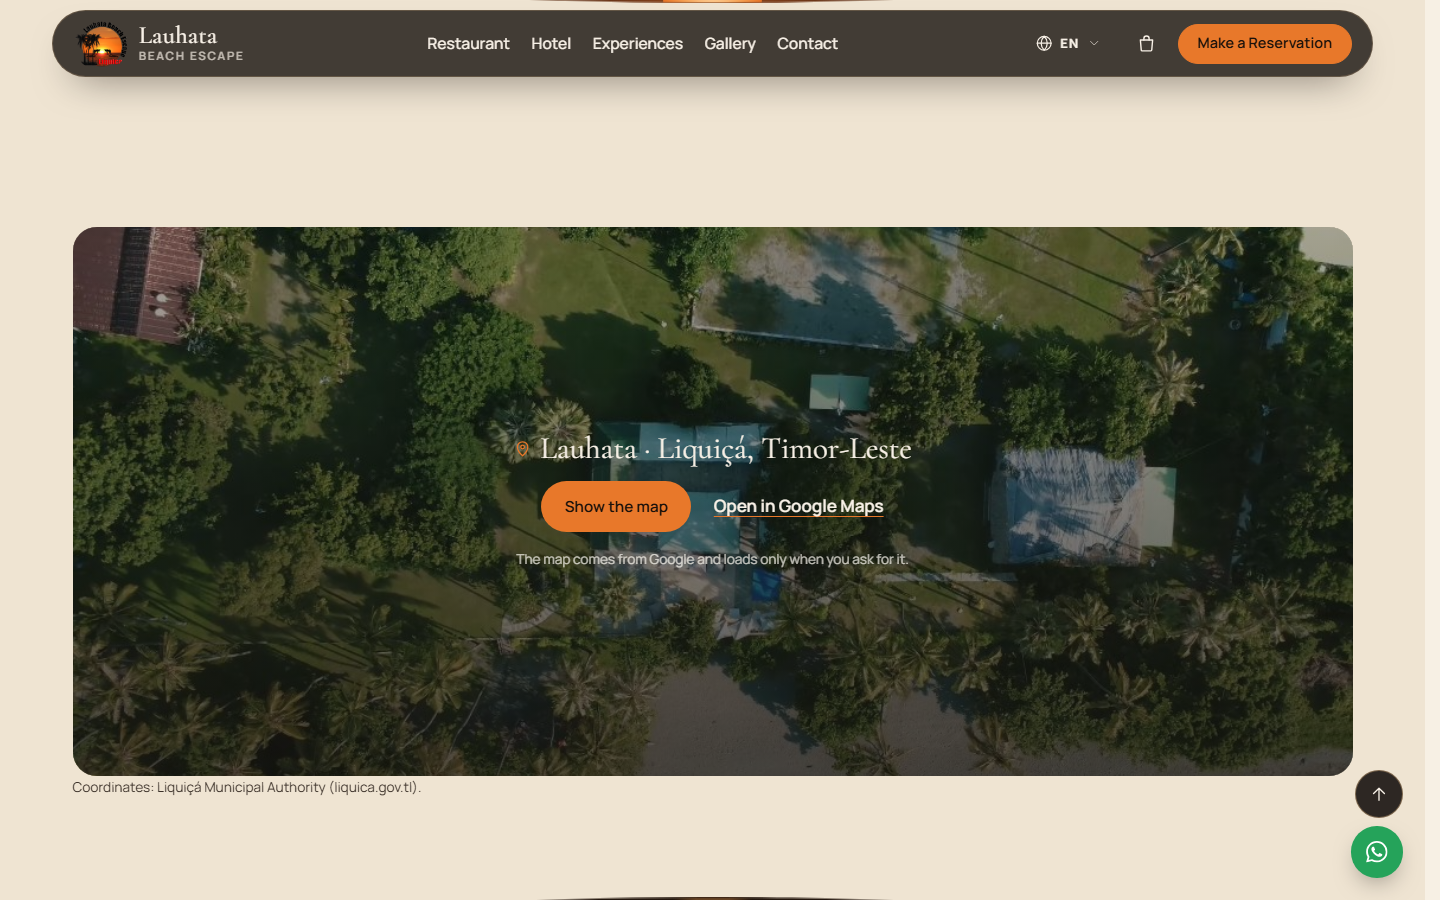 Lauhata
BEACH ESCAPE
Restaurant
Hotel
Experiences
Gallery
Contact
EN
Make a Reservation
Lauhata · Liquiçá, Timor-Leste
Show the map
Open in Google Maps
The map comes from Google and loads only when you ask for it.
Coordinates: Liquiçá Municipal Authority (liquica.gov.tl).